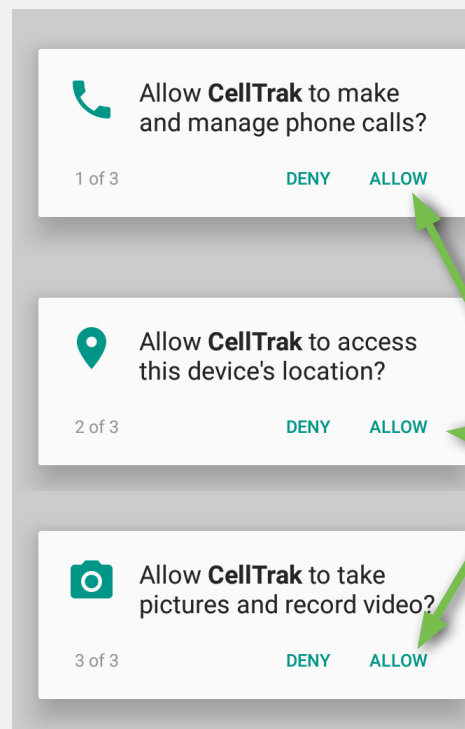 Allow CellTrak to make
and manage phone calls?
1 of 3 DENY ALLOW
Allow CellTrak to access
this device's location?
2 of 3 DENY ALLOW
Allow CellTrak to take
pictures and record video?
3 of 3 DENY ALLOW